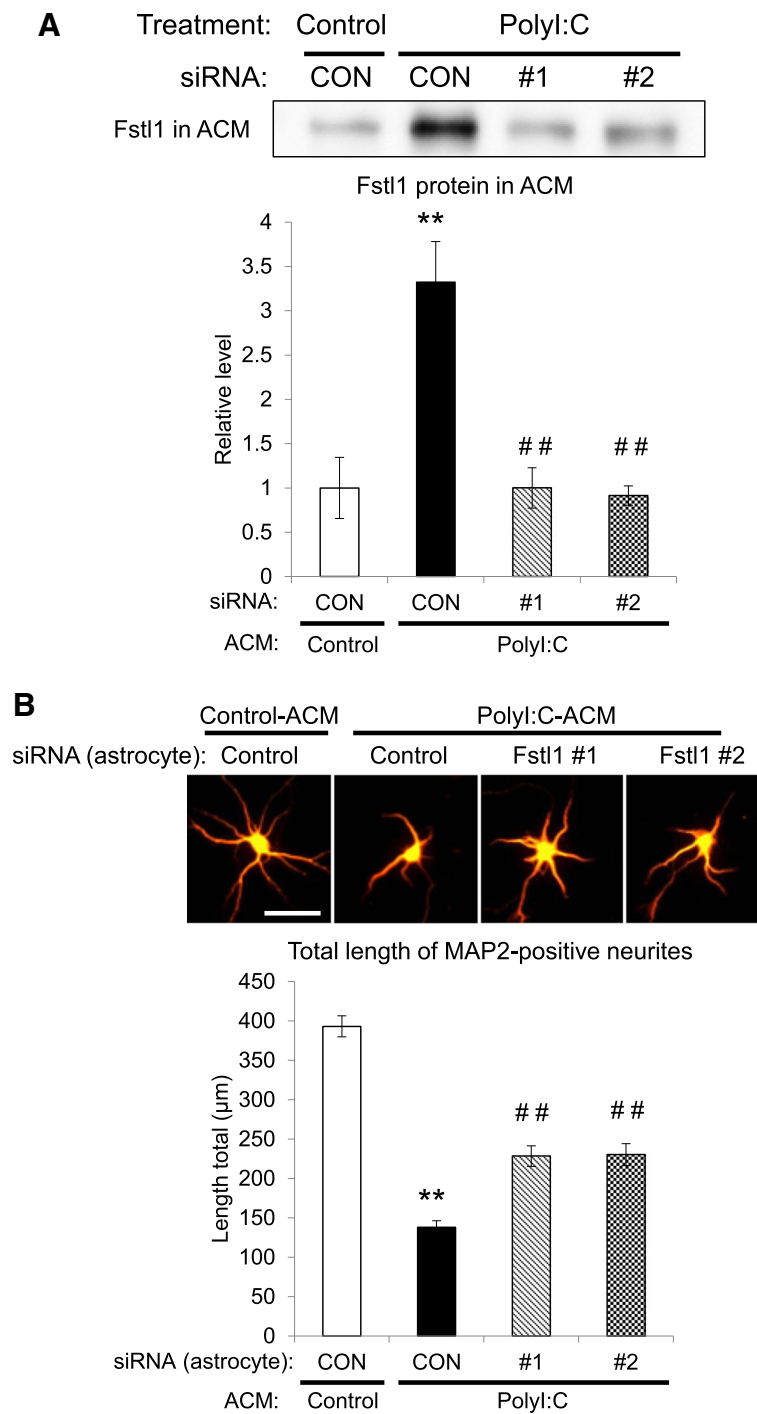 A
Treatment: Control PolyI:C
siRNA: CON CON #1 #2
Fstl1 in ACM
Fstl1 protein in ACM
**
4
3.5
3
2.5
2
1.5
1
0.5
0
Relative level
## ##
siRNA: CON CON #1 #2
ACM: Control PolyI:C
B
Control-ACM PolyI:C-ACM
siRNA (astrocyte): Control Control Fstl1 #1 Fstl1 #2
Total length of MAP2-positive neurites
450
400
350
300
250
200
150
100
50
0
Length total (µm)
## ##
**
siRNA (astrocyte): CON CON #1 #2
ACM: Control PolyI:C